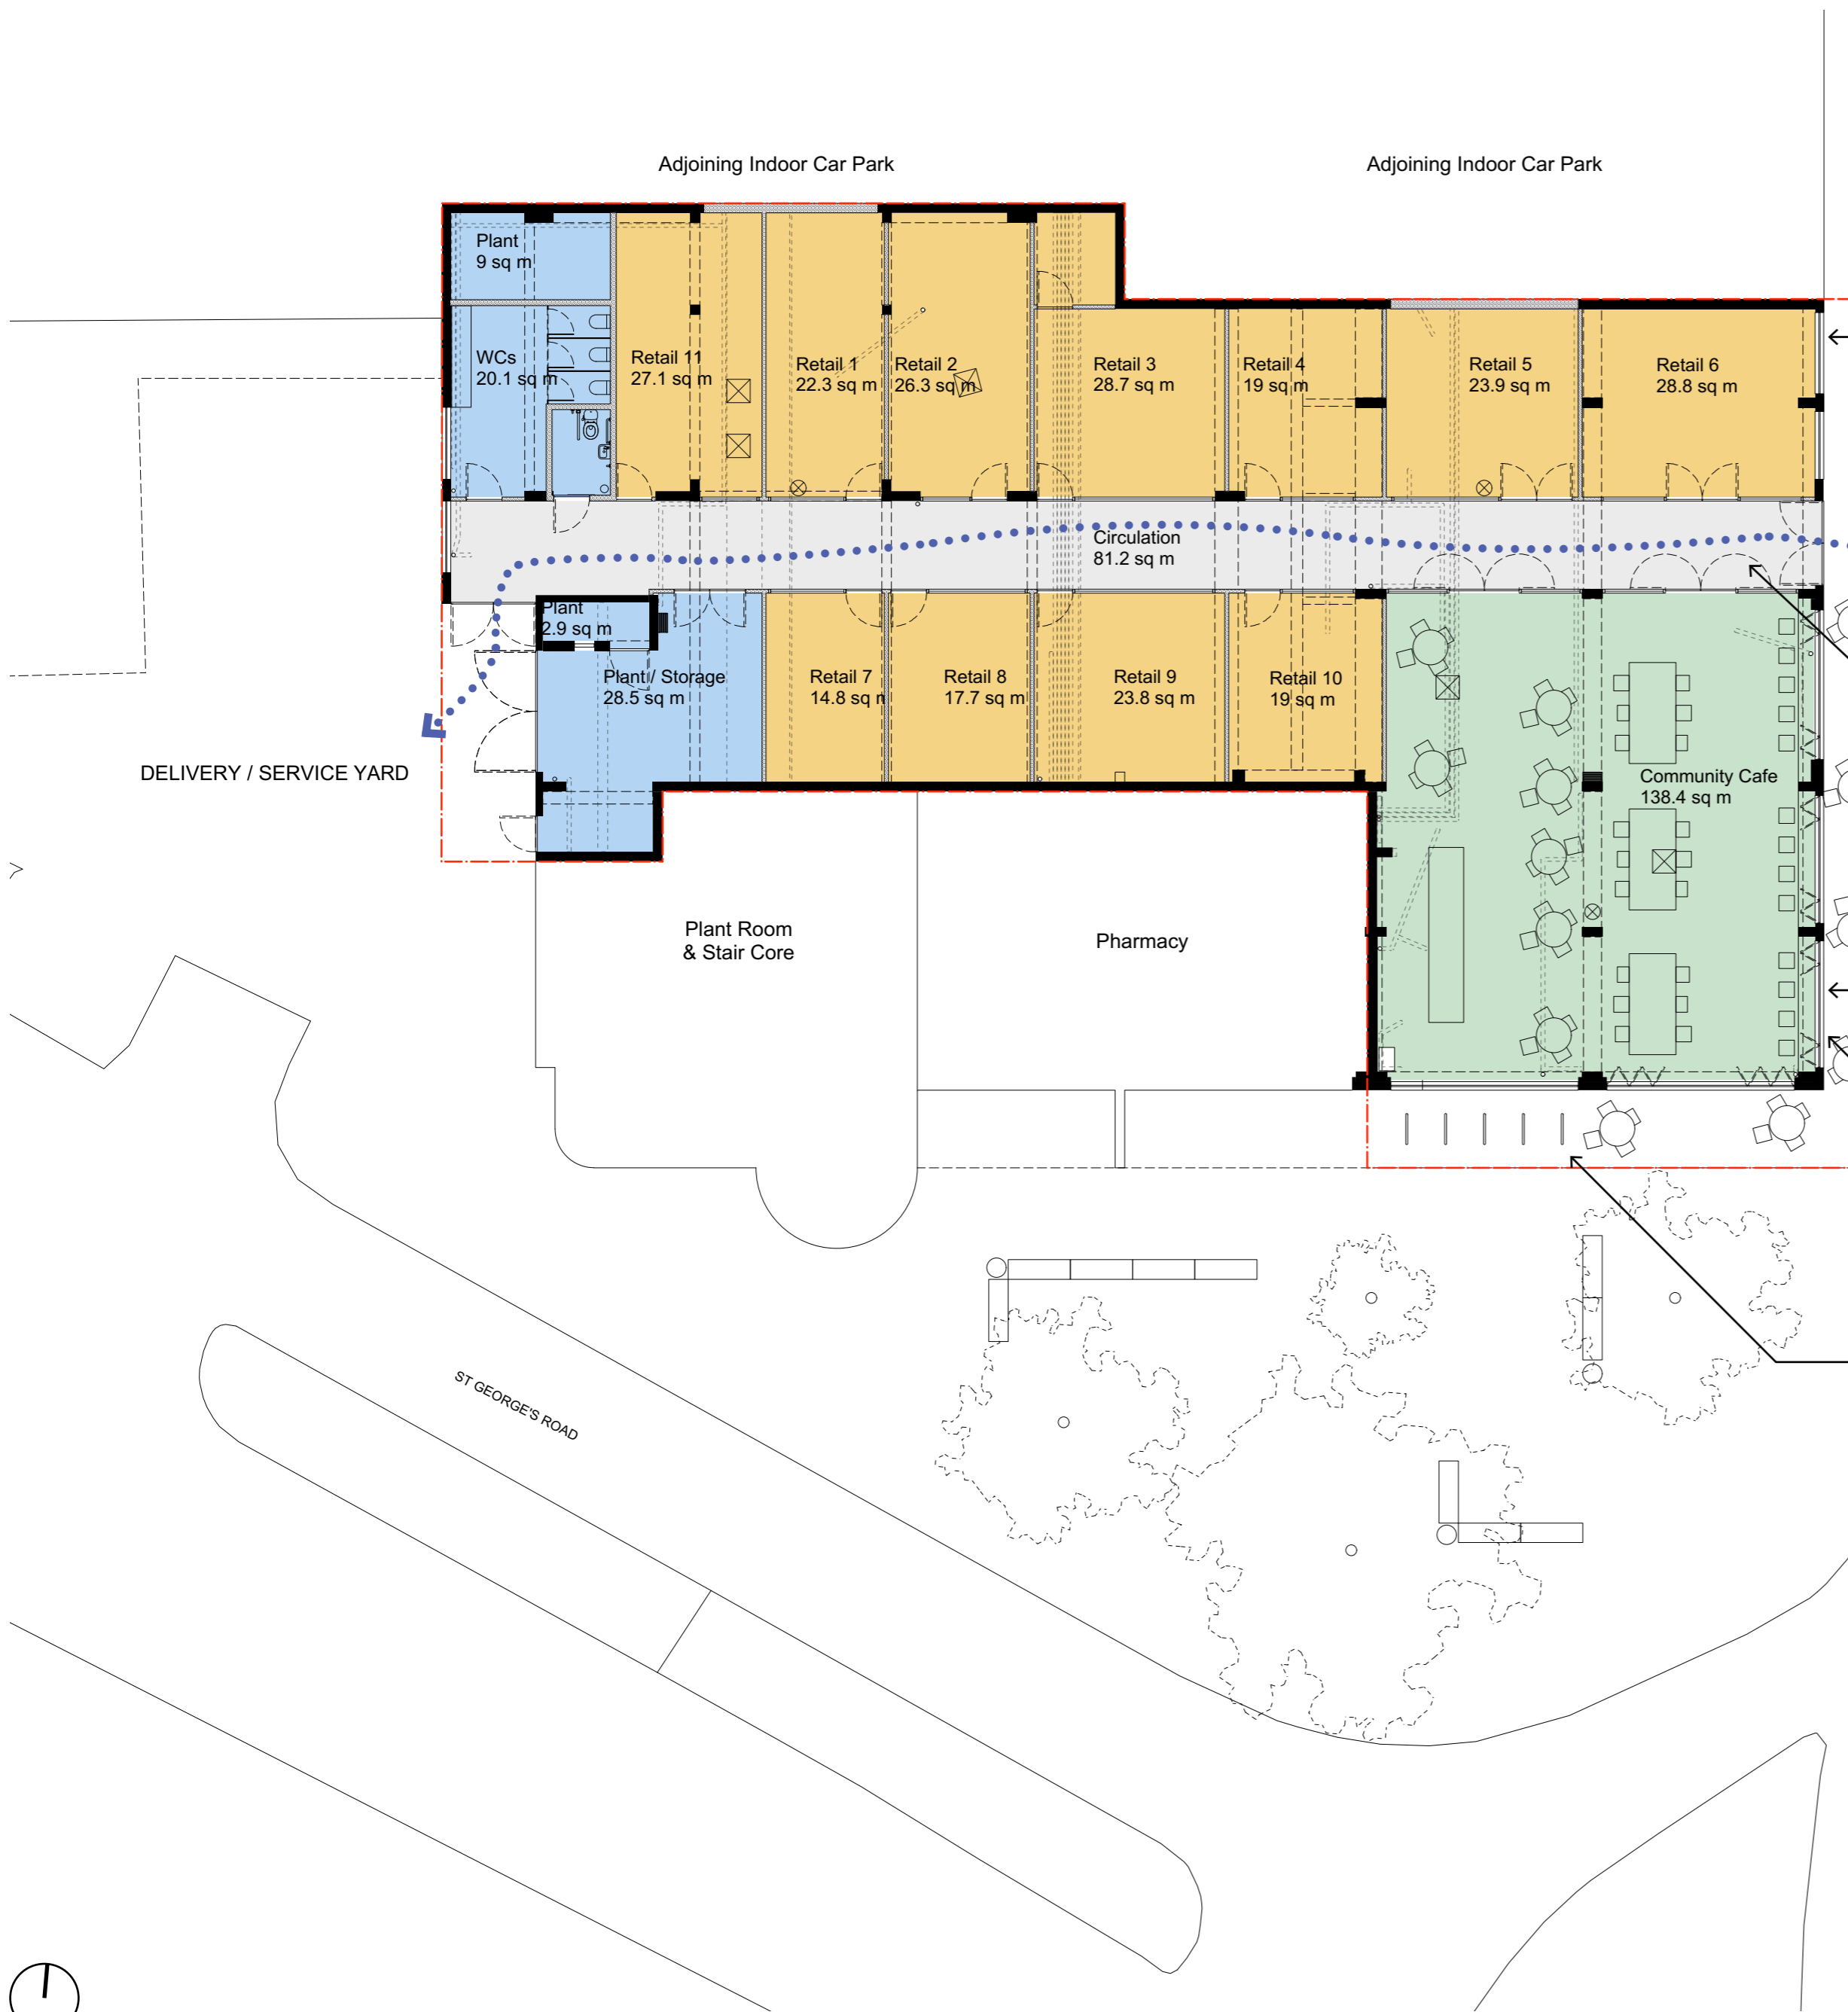 Adjoining Indoor Car Park
Adjoining Indoor Car Park
Plant
9 sq m
WCs
20.1 sq m
Retail 11
27.1 sq m
Retail 1
22.3 sq m
Retail 2
26.3 sq m
Retail 3
28.7 sq m
Retail 4
19 sq m
Retail 5
23.9 sq m
Retail 6
28.8 sq m
Circulation
81.2 sq m
Plant
2.9 sq m
Plant / Storage
28.5 sq m
Retail 7
14.8 sq m
Retail 8
17.7 sq m
Retail 9
23.8 sq m
Retail 10
19 sq m
Community Cafe
138.4 sq m
DELIVERY / SERVICE YARD
Plant Room
& Stair Core
Pharmacy
ST GEORGE'S ROAD